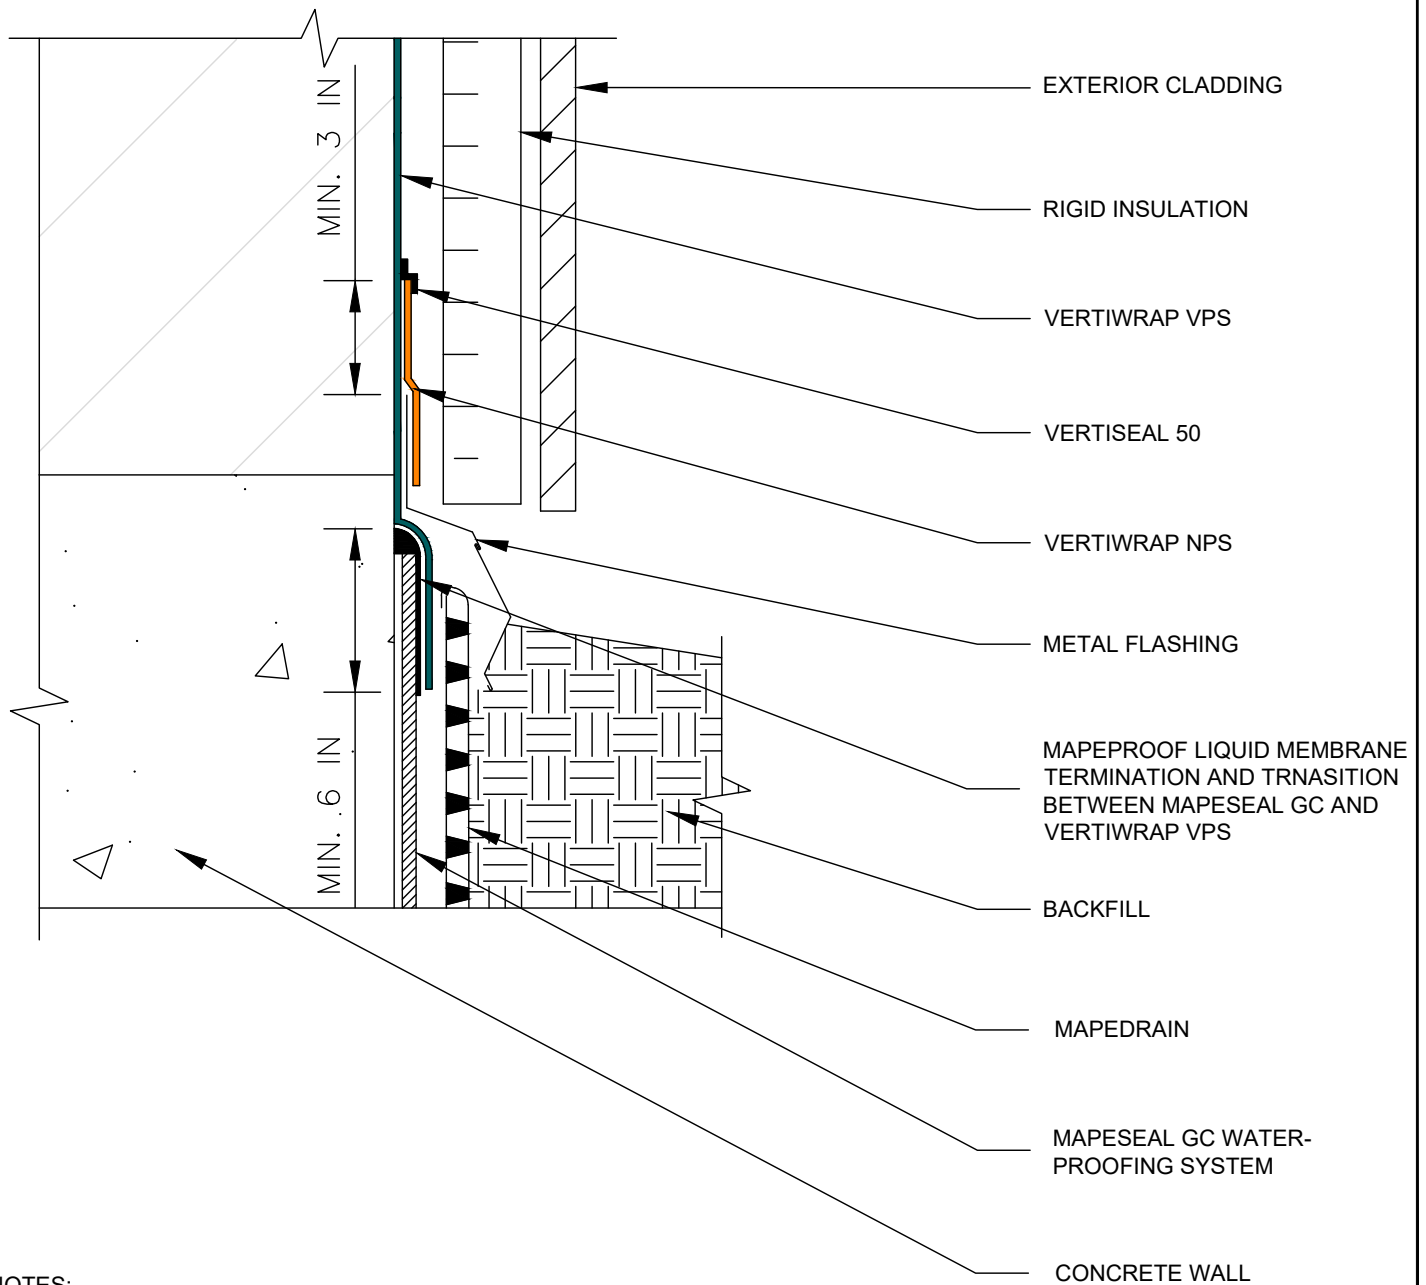 MIN. 3 IN
EXTERIOR CLADDING
RIGID INSULATION
VERTIWRAP VPS
VERTISEAL 50
VERTIWRAP NPS
METAL FLASHING
MIN. 6 IN
MAPEPROOF LIQUID MEMBRANE
TERMINATION AND TRNASITION
BETWEEN MAPESEAL GC AND
VERTIWRAP VPS
BACKFILL
MAPEDRAIN
MAPESEAL GC WATER-
PROOFING SYSTEM
CONCRETE WALL